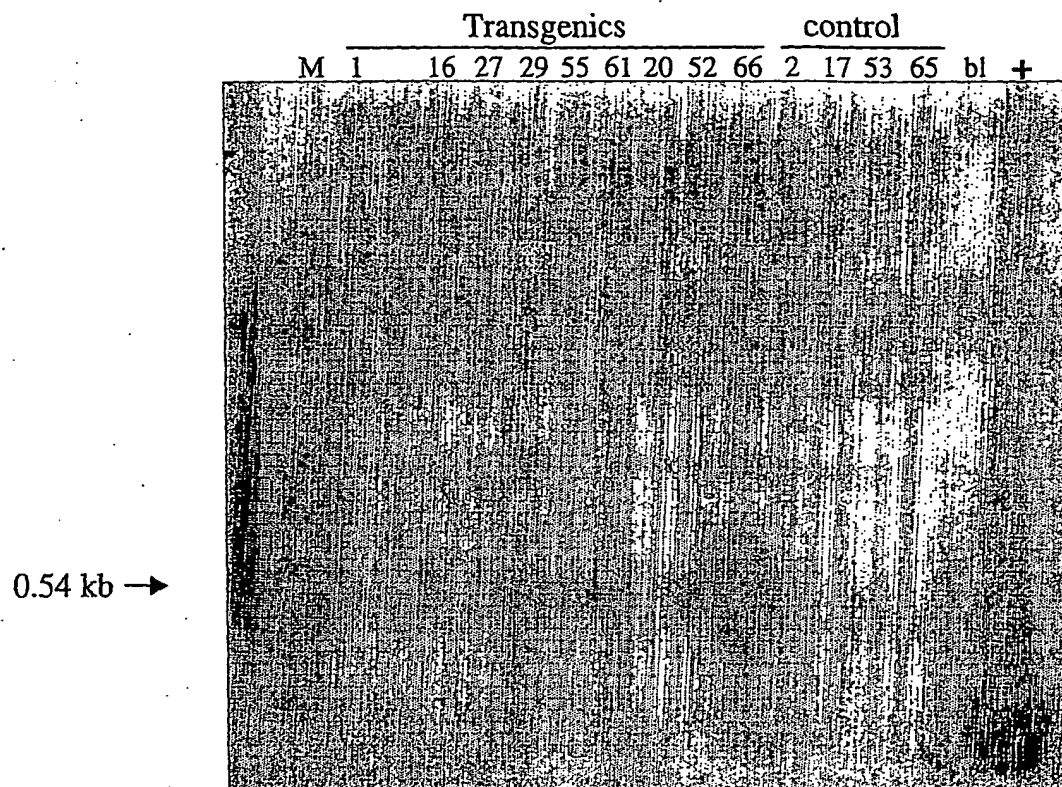 Transgenics control
M 1 16 27 29 55 61 20 52 66 2 17 53 65 bl +
0.54 kb →